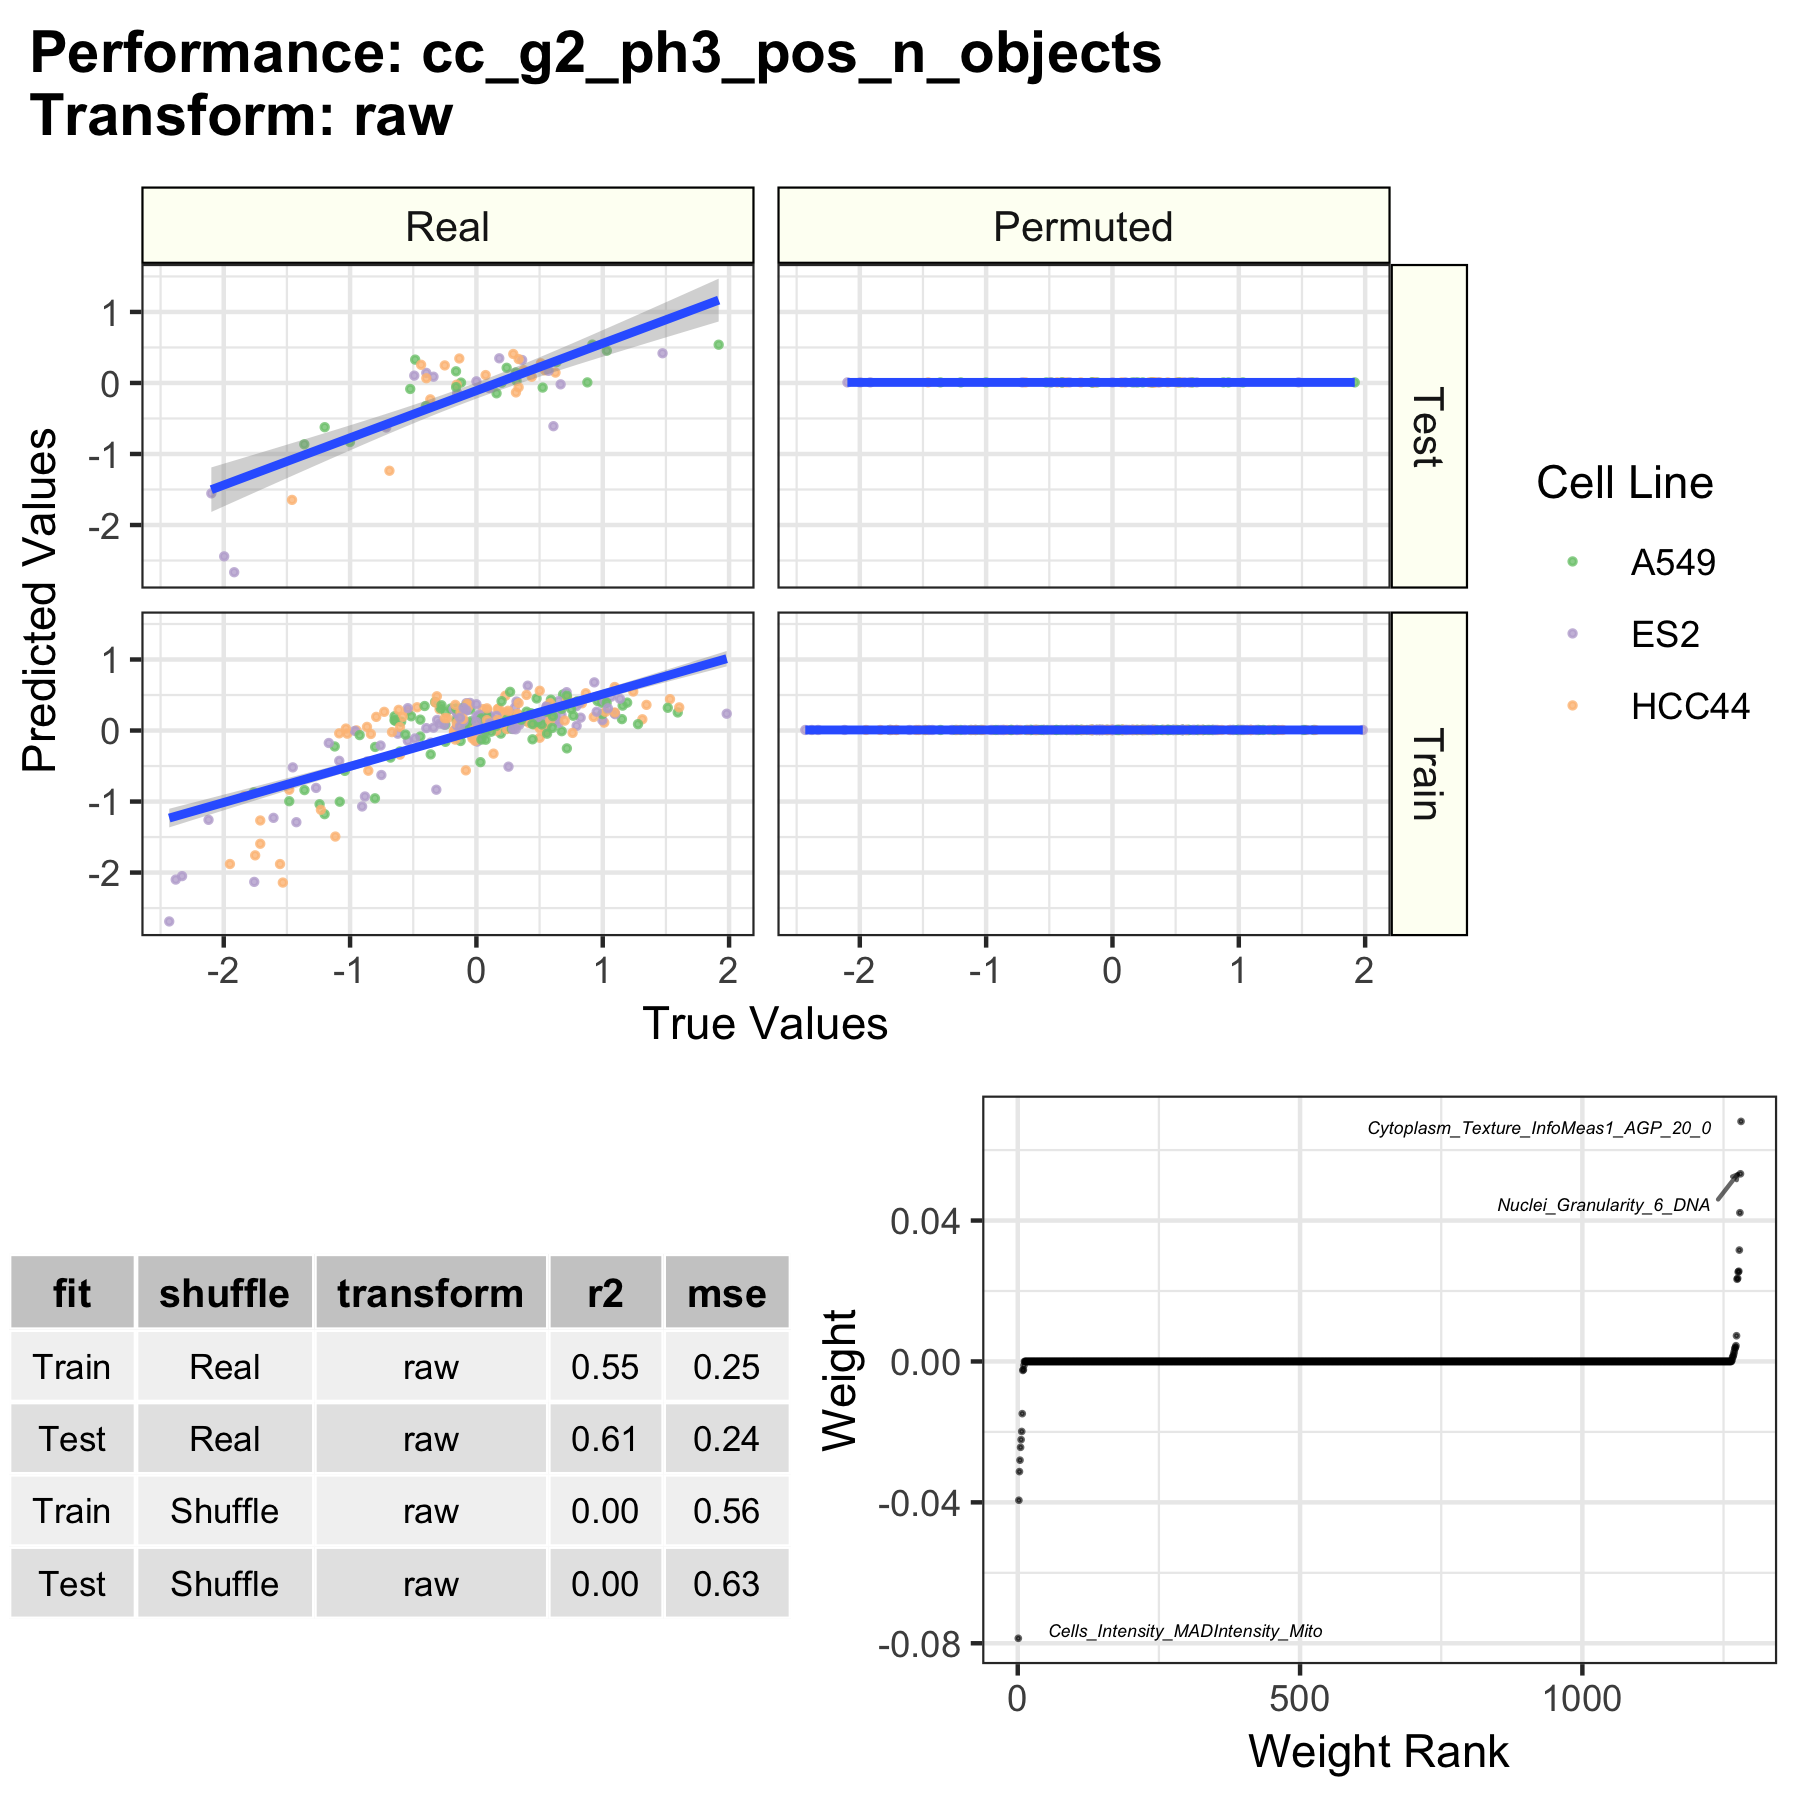 Performance: cc_g2_ph3_pos_n_objects
Transform: raw
Real
Permuted
1
0
-1
-2
Test
1
0
-1
-2
Train
Predicted Values
-2
-1
0
1
2
-2
-1
0
1
2
True Values
Cell Line
A549
ES2
HCC44
fit shuffle transform r2 mse
Train Real raw 0.55 0.25
Test Real raw 0.61 0.24
Train Shuffle raw 0.00 0.56
Test Shuffle raw 0.00 0.63
Cytoplasm_Texture_InfoMeas1_AGP_20_0
Nuclei_Granularity_6_DNA
Cells_Intensity_MADIntensity_Mito
0.04
0.00
-0.04
-0.08
Weight
0
500
1000
Weight Rank